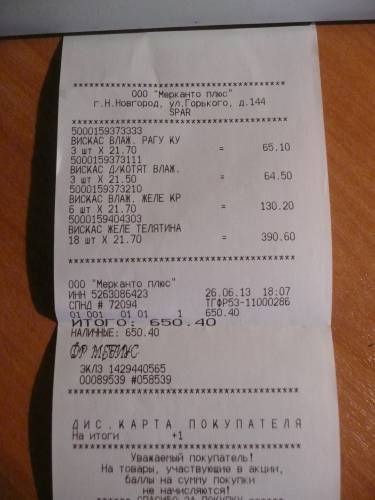 ****************************************
ООО "Мерканто плюс"
г.Н.Новгород, ул.Горького, д.144
SPAR
****************************************
5000159373333
ВИСКАС ВЛАЖ. РАГУ КУ
3 шт X 21.70 = 65.10
5000159373111
ВИСКАС Д/КОТЯТ ВЛАЖ.
3 шт X 21.50 = 64.50
5000159373210
ВИСКАС ВЛАЖ. ЖЕЛЕ КР
6 шт X 21.70 = 130.20
5000159404303
ВИСКАС ЖЕЛЕ ТЕЛЯТИНА
18 шт X 21.70 = 390.60
****************************************
ООО "Мерканто плюс"
ИНН 5263086423 26.06.13 18:07
СПНД # 72094 ТГФР53-11000286
01 001 01 01 1 650.40
ИТОГО: 650.40
НАЛИЧНЫЕ: 650.40
ЭКЛЗ 1429440565
00089539 #058539
****************************************
ДИС.КАРТА ПОКУПАТЕЛЯ
На итоги *1
****************************************
Уважаемый покупатель!
На товары, участвующие в акции,
баллы на сумму покупки
не начисляются!
****** СПАСИБО ЗА ПОКУПКУ ******